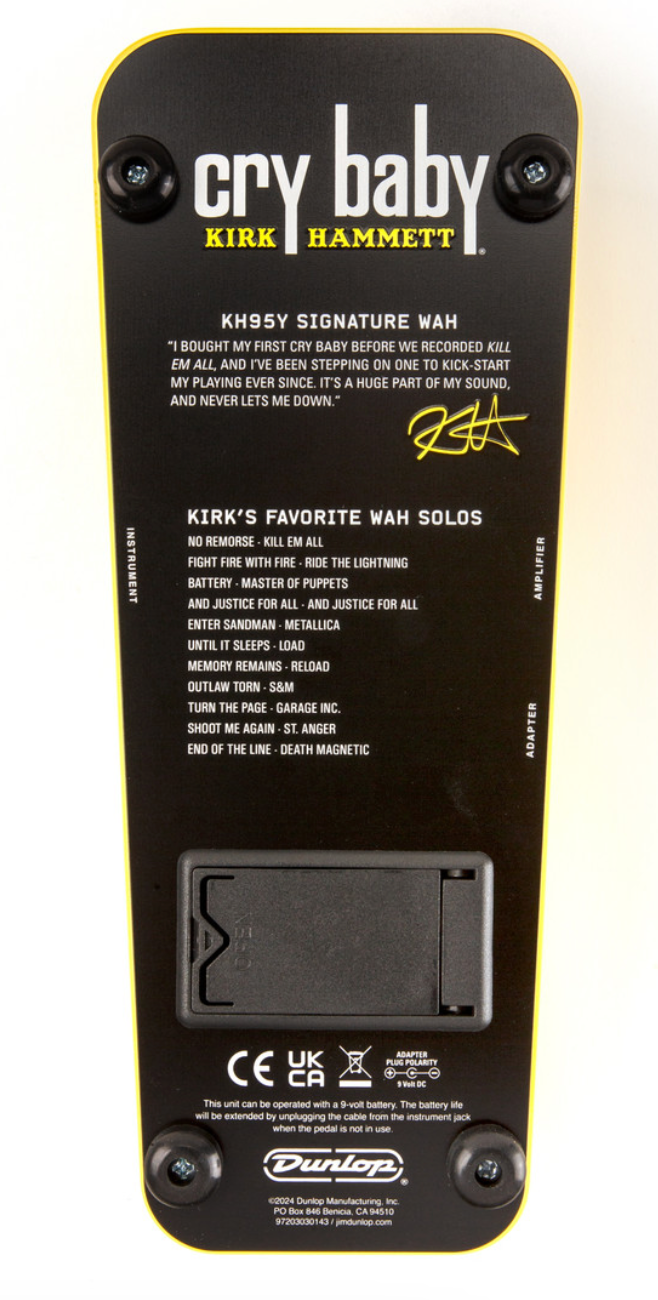 cry baby
KIRK HAMMETT®
KH95Y SIGNATURE WAH
"I BOUGHT MY FIRST CRY BABY BEFORE WE RECORDED KILL
EM ALL, AND I'VE BEEN STEPPING ON ONE TO KICK-START
MY PLAYING EVER SINCE. IT'S A HUGE PART OF MY SOUND,
AND NEVER LETS ME DOWN."
KIRK'S FAVORITE WAH SOLOS
NO REMORSE - KILL EM ALL
FIGHT FIRE WITH FIRE - RIDE THE LIGHTNING
BATTERY - MASTER OF PUPPETS
AND JUSTICE FOR ALL - AND JUSTICE FOR ALL
ENTER SANDMAN - METALLICA
UNTIL IT SLEEPS - LOAD
MEMORY REMAINS - RELOAD
OUTLAW TORN - S&M
TURN THE PAGE - GARAGE INC.
SHOOT ME AGAIN - ST. ANGER
END OF THE LINE - DEATH MAGNETIC
INSTRUMENT
AMPLIFIER
ADAPTER
OPEN
CE
UK
CA
ADAPTER
PLUG POLARITY
9 Volt DC
This unit can be operated with a 9-volt battery. The battery life
will be extended by unplugging the cable from the instrument jack
when the pedal is not in use.
Dunlop®
©2024 Dunlop Manufacturing, Inc.
PO Box 846 Benicia, CA 94510
97203030143 / jimdunlop.com